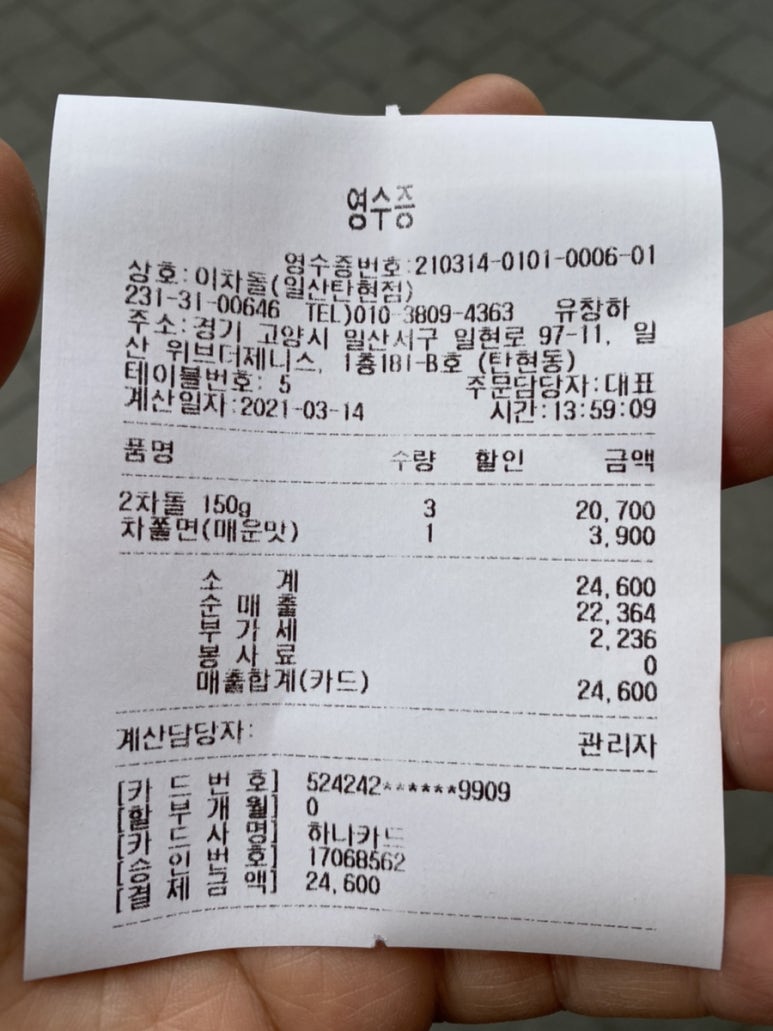 영수증
영수증번호:210314-0101-0006-01
상호:이차돌(일산탄현점)
231-31-00646 TEL)010-3809-4363 유창하
주소:경기 고양시 일산서구 일현로 97-11, 일
산 위브더제니스, 1층181-B호 (탄현동)
테이블번호: 5 주문담당자:대표
계산일자:2021-03-14 시간:13:59:09
품명 수량 할인 금액
2차돌 150g 3 20,700
차쫄면(매운맛) 1 3,900
소 계 24,600
순 매 출 22,364
부 가 세 2,236
봉 사 료 0
매출합계(카드) 24,600
계산담당자: 관리자
[카 드 번 호] 524242******9909
[할 부 개 월] 0
[카 드 사 명] 하나카드
[승 인 번 호] 17068562
[결 제 금 액] 24,600